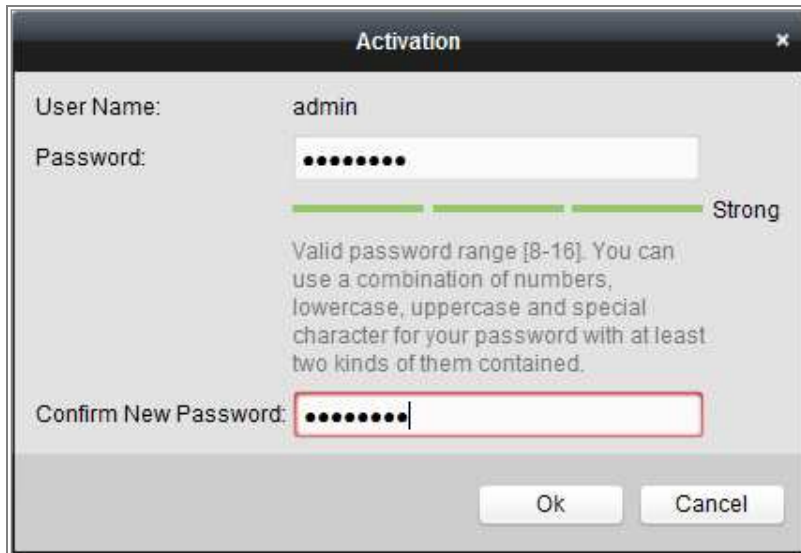 Activation ×
User Name: admin
Password: ••••••••
Strong
Valid password range [8-16]. You can
use a combination of numbers,
lowercase, uppercase and special
character for your password with at least
two kinds of them contained.
Confirm New Password: ••••••••
Ok Cancel